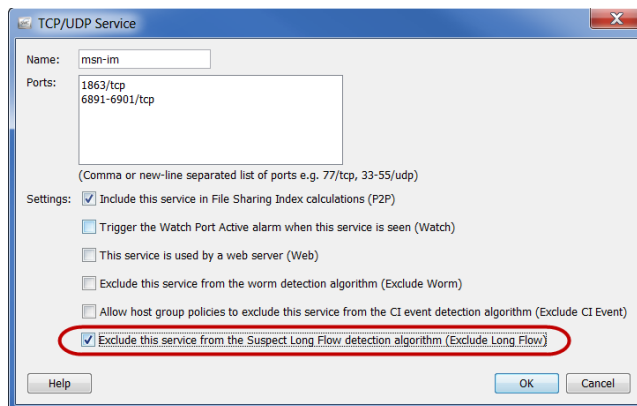 TCP/UDP Service
X
Name: msn-im
Ports: 1863/tcp
6891-6901/tcp
(Comma or new-line separated list of ports e.g. 77/tcp, 33-55/udp)
Settings: Include this service in File Sharing Index calculations (P2P)
Trigger the Watch Port Active alarm when this service is seen (Watch)
This service is used by a web server (Web)
Exclude this service from the worm detection algorithm (Exclude Worm)
Allow host group policies to exclude this service from the CI event detection algorithm (Exclude CI Event)
Exclude this service from the Suspect Long Flow detection algorithm (Exclude Long Flow)
Help OK Cancel